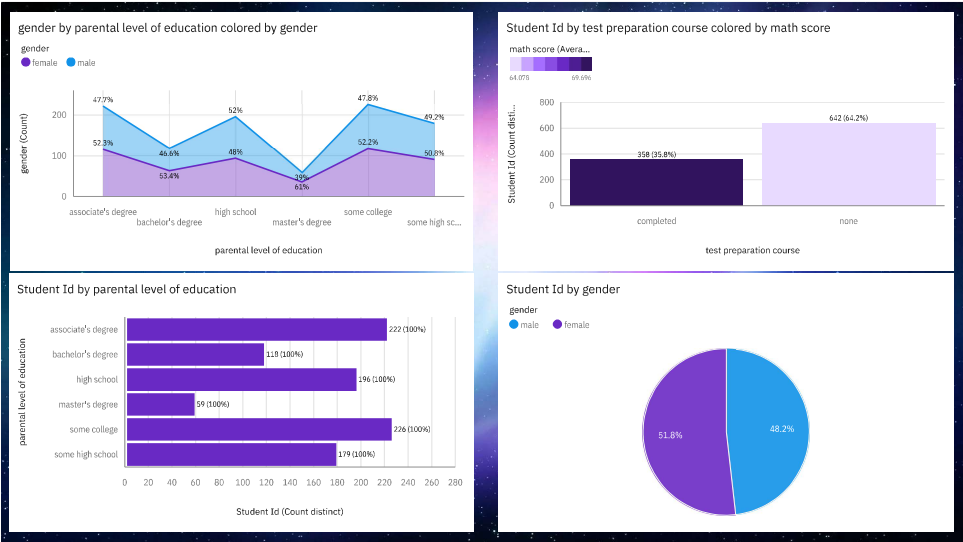 gender by parental level of education colored by gender
gender
female male
gender (Count)
200
100
0
47.7%
52.3%
46.6%
53.4%
52%
48%
39%
61%
47.8%
52.2%
49.2%
50.8%
associate's degree
bachelor's degree
high school
master's degree
some college
some high sc...
parental level of education
Student Id by test preparation course colored by math score
math score (Avera...
64.078 69.696
Student Id (Count disti...
800
600
400
200
0
358 (35.8%)
642 (64.2%)
completed none
test preparation course
Student Id by parental level of education
parental level of education
associate's degree 222 (100%)
bachelor's degree 118 (100%)
high school 196 (100%)
master's degree 59 (100%)
some college 226 (100%)
some high school 179 (100%)
0 20 40 60 80 100 120 140 160 180 200 220 240 260 280
Student Id (Count distinct)
Student Id by gender
gender
male female
51.8%
48.2%